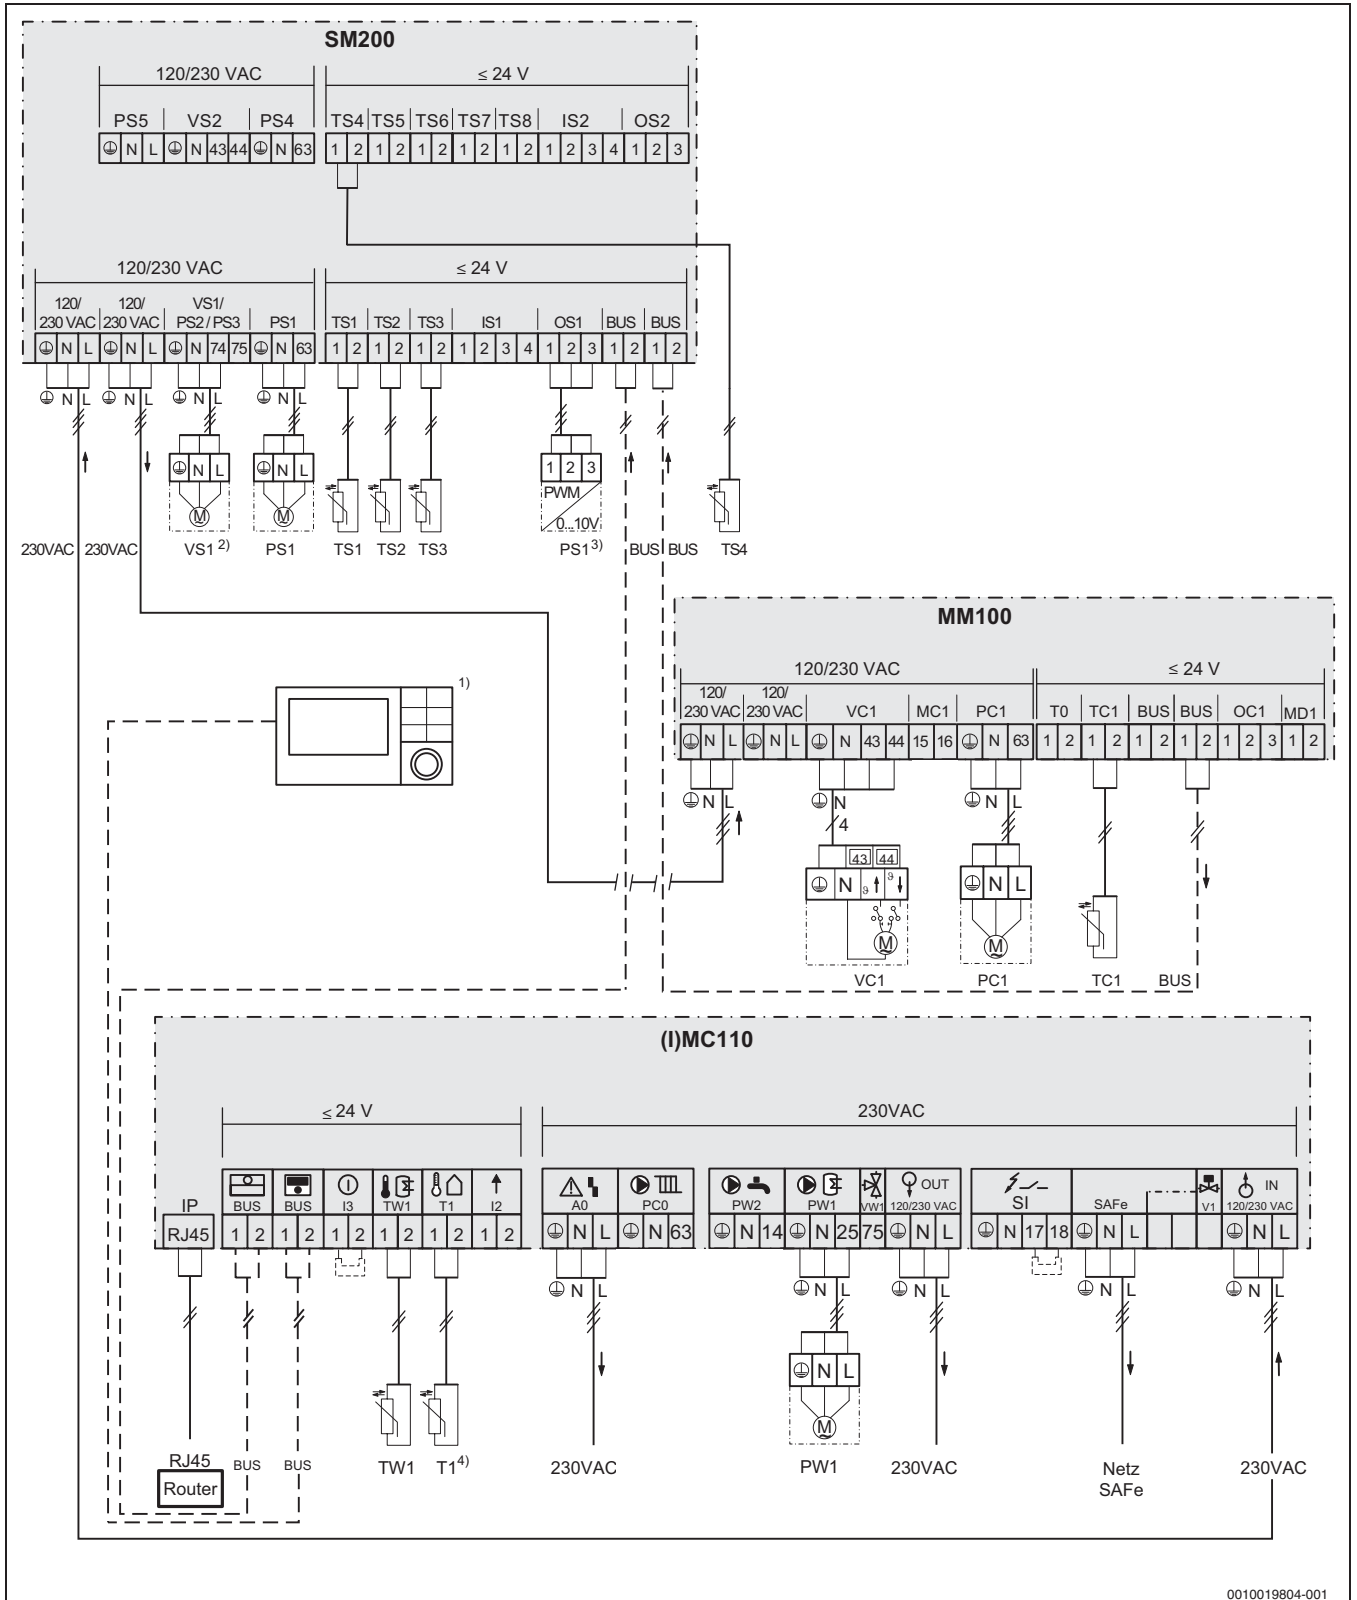 SM200
120/230 VAC ≤ 24 V
PS5 VS2 PS4 TS4 TS5 TS6 TS7 TS8 IS2 OS2
N L N 43 44 N 63 1 2 1 2 1 2 1 2 1 2 1 2 3 4 1 2 3
120/230 VAC ≤ 24 V
120/ 120/ VS1/
230 VAC 230 VAC PS2/PS3 PS1 TS1 TS2 TS3 IS1 OS1 BUS BUS
N L N L N 74 75 N 63 1 2 1 2 1 2 1 2 3 4 1 2 3 1 2 1 2
N L N L N L N L
N L N L 1 2 3
PWM
M M 0...10V
230VAC 230VAC VS1 2) PS1 TS1 TS2 TS3 PS1 3) BUS BUS TS4
MM100
120/230 VAC ≤ 24 V
1)
120/ 120/
230 VAC 230 VAC VC1 MC1 PC1 T0 TC1 BUS BUS OC1 MD1
N L N L N 43 44 15 16 N 63 1 2 1 2 1 2 1 2 1 2 3 1 2
N L N N L
4
43 44
N ϑ ϑ N L
M M
VC1 PC1 TC1 BUS
(I)MC110
≤ 24 V 230VAC
OUT IN
IP BUS BUS I3 TW1 T1 I2 A0 PC0 PW2 PW1 VW1 120/230 VAC SI SAFe V1 120/230 VAC
RJ45 1 2 1 2 1 2 1 2 1 2 1 2 N L N 63 N 14 N 25 75 N L N 17 18 N L N L
N L N L N L N L N L
N L
M
RJ45 BUS BUS TW1 T1 4) 230VAC PW1 230VAC Netz 230VAC
Router SAFe
0010019804-001